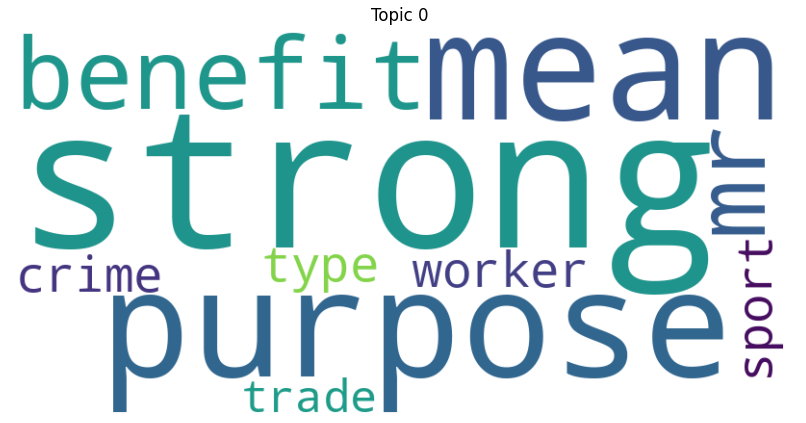 Topic 0
benefit mean
strong
mr
crime type worker
sport
purpose
trade